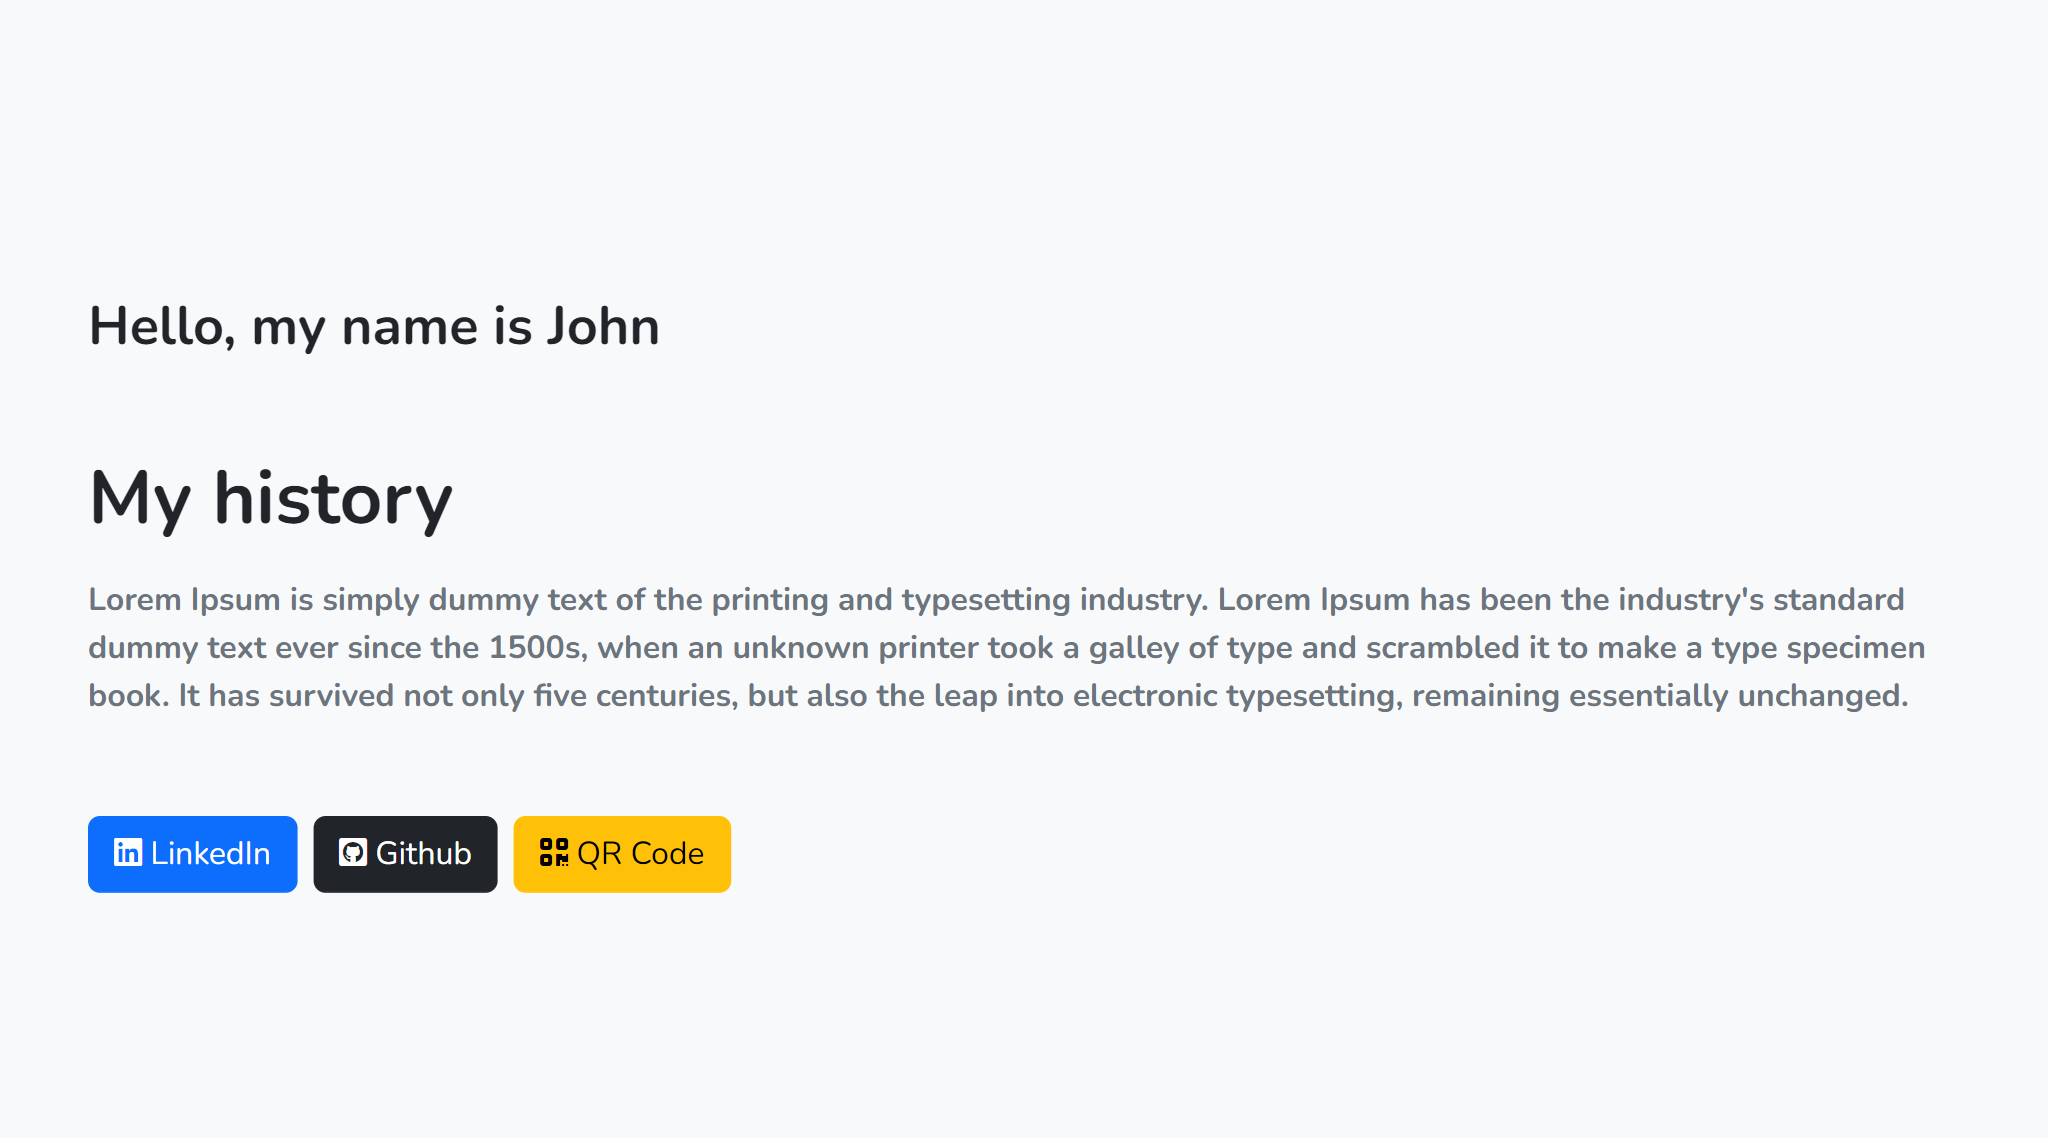 Hello, my name is John
My history
Lorem Ipsum is simply dummy text of the printing and typesetting industry. Lorem Ipsum has been the industry's standard
dummy text ever since the 1500s, when an unknown printer took a galley of type and scrambled it to make a type specimen
book. It has survived not only five centuries, but also the leap into electronic typesetting, remaining essentially unchanged.
LinkedIn Github QR Code